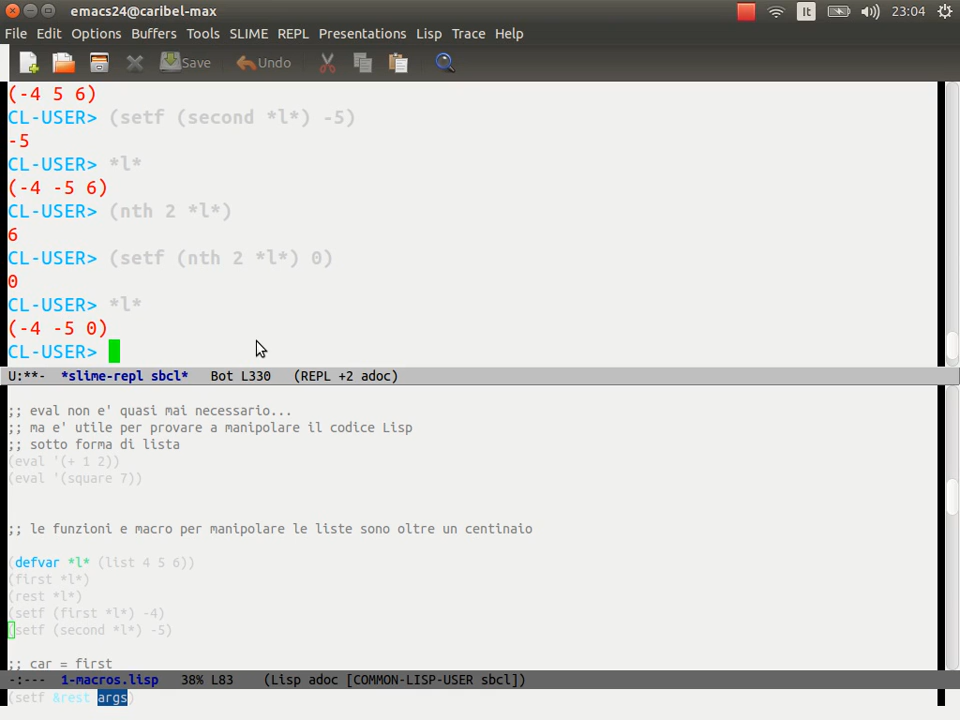 emacs24@caribel-max It 23:04
File Edit Options Buffers Tools SLIME REPL Presentations Lisp Trace Help
Save Undo
(-4 5 6)
CL-USER> (setf (second *l*) -5)
-5
CL-USER> *l*
(-4 -5 6)
CL-USER> (nth 2 *l*)
6
CL-USER> (setf (nth 2 *l*) 0)
0
CL-USER> *l*
(-4 -5 0)
CL-USER>
U:**- *slime-repl sbcl* Bot L330 (REPL +2 adoc)
;; eval non e' quasi mai necessario...
;; ma e' utile per provare a manipolare il codice Lisp
;; sotto forma di lista
(eval '(+ 1 2))
(eval '(square 7))
;; le funzioni e macro per manipolare le liste sono oltre un centinaio
(defvar *l* (list 4 5 6))
(first *l*)
(rest *l*)
(setf (first *l*) -4)
(setf (second *l*) -5)
;; car = first
-:--- 1-macros.lisp 38% L83 (Lisp adoc [COMMON-LISP-USER sbcl])
(setf &rest args)